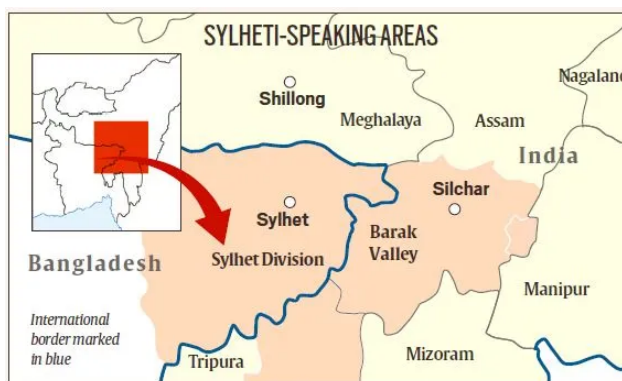 SYLHETI-SPEAKING AREAS
Shillong
Meghalaya
Assam
Nagaland
India
Silchar
Sylhet
Barak
Valley
Sylhet Division
Bangladesh
Manipur
International
border marked
in blue
Tripura
Mizoram